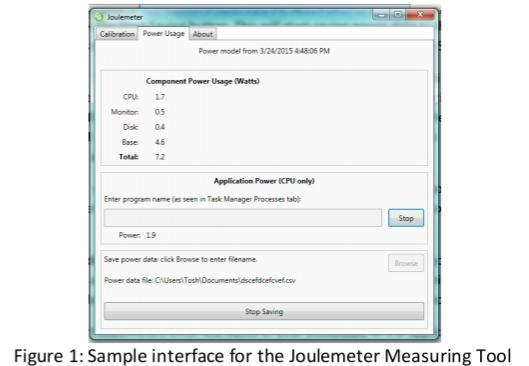 Joulemeter
Calibration Power Usage About
Power model from 3/24/2015 4:48:06 PM
Component Power Usage (Watts)
CPU: 1.7
Monitor: 0.5
Disk: 0.4
Base: 4.6
Total: 7.2
Application Power (CPU only)
Enter program name (as seen in Task Manager Processes tab):
Stop
Power: 1.9
Save power data: click Browse to enter filename.
Browse
Power data file: C:\Users\Tosh\Documents\dscefdcefcvef.csv
Stop Saving
Figure 1: Sample interface for the Joulemeter Measuring Tool